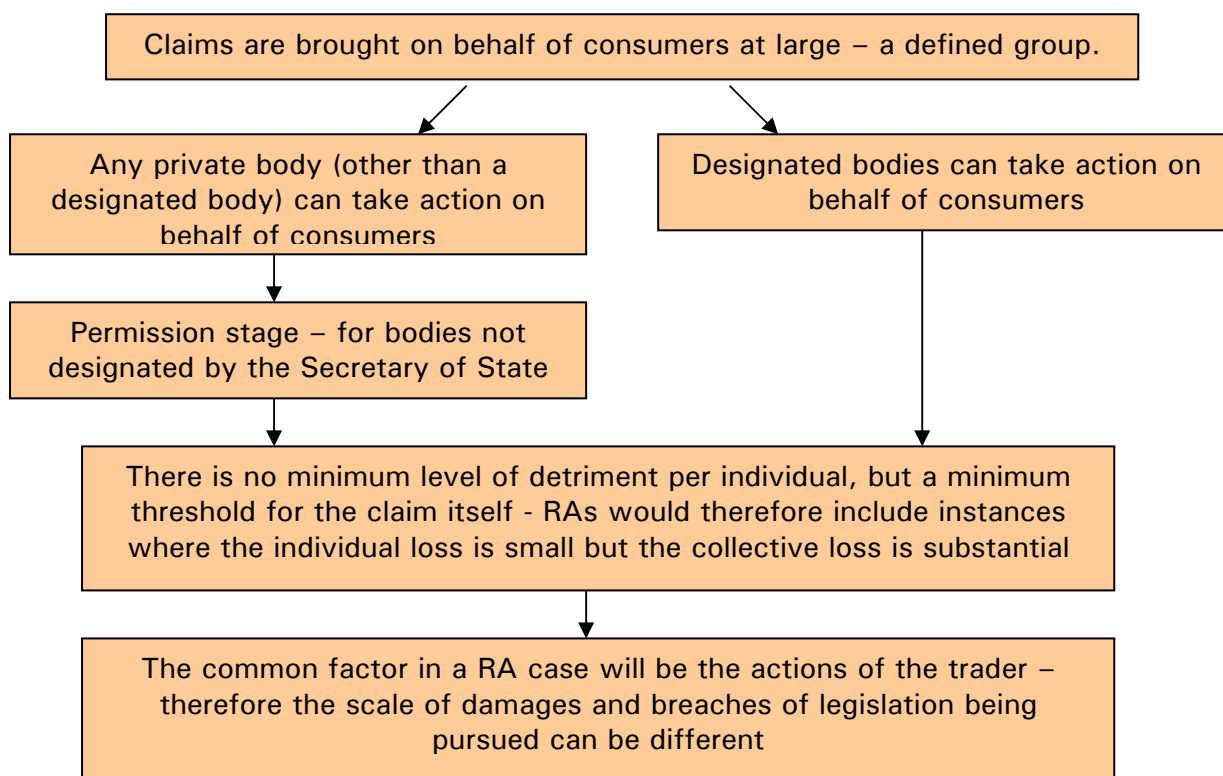 Claims are brought on behalf of consumers at large – a defined group.
Any private body (other than a
designated body) can take action on
behalf of consumers
Designated bodies can take action on
behalf of consumers
Permission stage – for bodies not
designated by the Secretary of State
There is no minimum level of detriment per individual, but a minimum
threshold for the claim itself - RAs would therefore include instances
where the individual loss is small but the collective loss is substantial
The common factor in a RA case will be the actions of the trader –
therefore the scale of damages and breaches of legislation being
pursued can be different